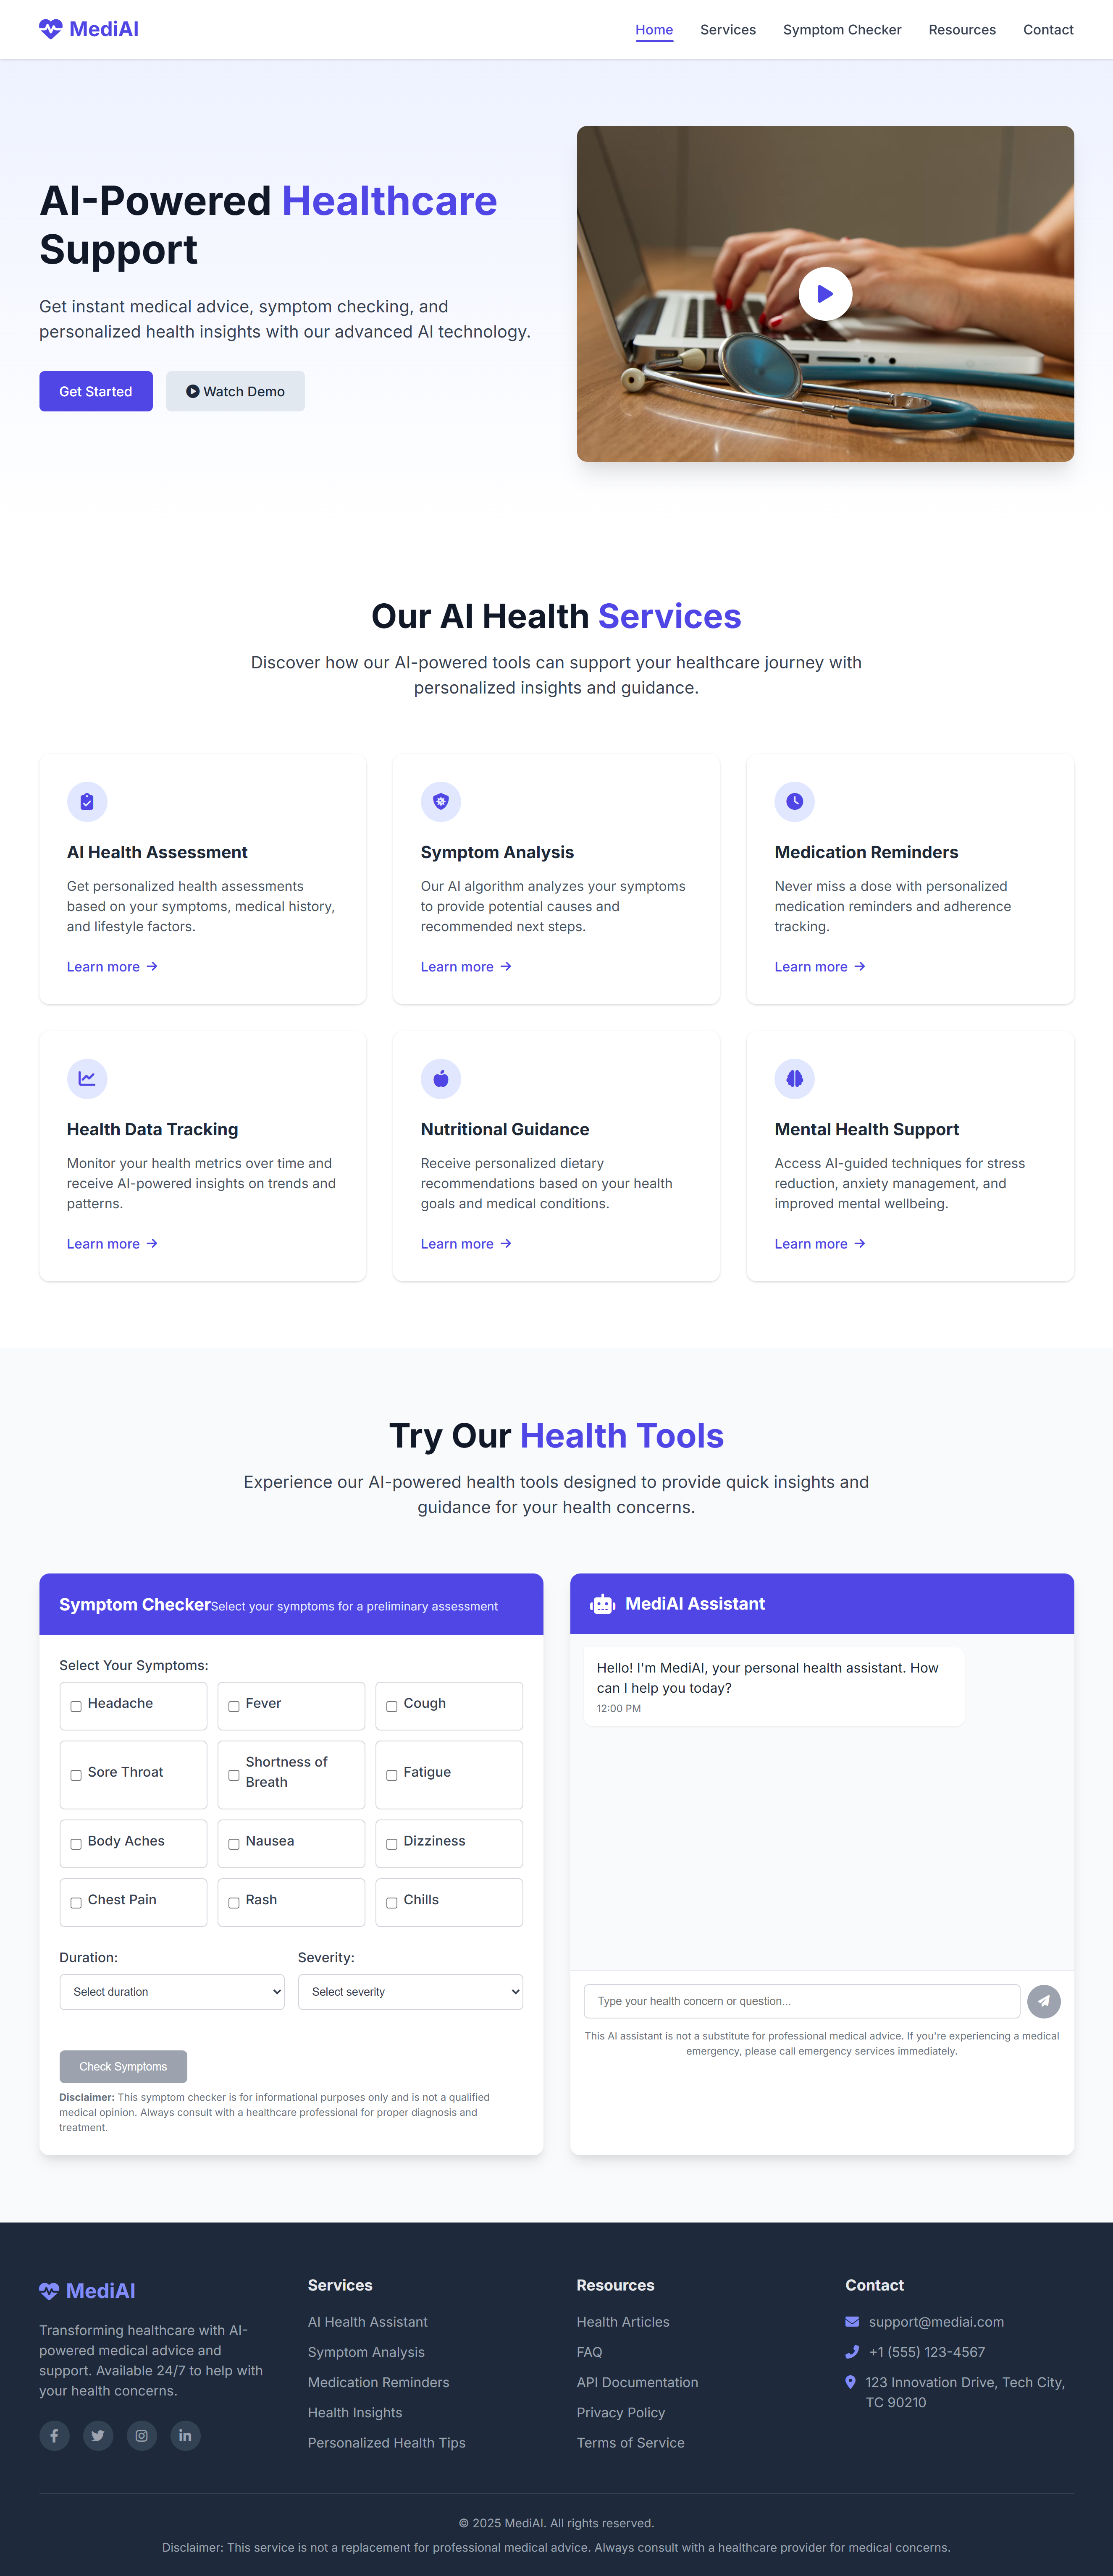 MediAI
Home
Services
Symptom Checker
Resources
Contact
AI-Powered Healthcare
Support
Get instant medical advice, symptom checking, and
personalized health insights with our advanced AI technology.
Get Started
Watch Demo
Our AI Health Services
Discover how our AI-powered tools can support your healthcare journey with
personalized insights and guidance.
AI Health Assessment
Get personalized health assessments
based on your symptoms, medical history,
and lifestyle factors.
Learn more
Symptom Analysis
Our AI algorithm analyzes your symptoms
to provide potential causes and
recommended next steps.
Learn more
Medication Reminders
Never miss a dose with personalized
medication reminders and adherence
tracking.
Learn more
Health Data Tracking
Monitor your health metrics over time and
receive AI-powered insights on trends and
patterns.
Learn more
Nutritional Guidance
Receive personalized dietary
recommendations based on your health
goals and medical conditions.
Learn more
Mental Health Support
Access AI-guided techniques for stress
reduction, anxiety management, and
improved mental wellbeing.
Learn more
Try Our Health Tools
Experience our AI-powered health tools designed to provide quick insights and
guidance for your health concerns.
Symptom CheckerSelect your symptoms for a preliminary assessment
Select Your Symptoms:
Headache
Fever
Cough
Sore Throat
Shortness of
Breath
Fatigue
Body Aches
Nausea
Dizziness
Chest Pain
Rash
Chills
Duration:
Severity:
Select duration
Select severity
Check Symptoms
Disclaimer: This symptom checker is for informational purposes only and is not a qualified
medical opinion. Always consult with a healthcare professional for proper diagnosis and
treatment.
MediAI Assistant
Hello! I'm MediAI, your personal health assistant. How
can I help you today?
12:00 PM
Type your health concern or question...
This AI assistant is not a substitute for professional medical advice. If you're experiencing a medical
emergency, please call emergency services immediately.
MediAI
Transforming healthcare with AI-
powered medical advice and
support. Available 24/7 to help with
your health concerns.
Services
AI Health Assistant
Symptom Analysis
Medication Reminders
Health Insights
Personalized Health Tips
Resources
Health Articles
FAQ
API Documentation
Privacy Policy
Terms of Service
Contact
support@mediai.com
+1 (555) 123-4567
123 Innovation Drive, Tech City,
TC 90210
© 2025 MediAI. All rights reserved.
Disclaimer: This service is not a replacement for professional medical advice. Always consult with a healthcare provider for medical concerns.